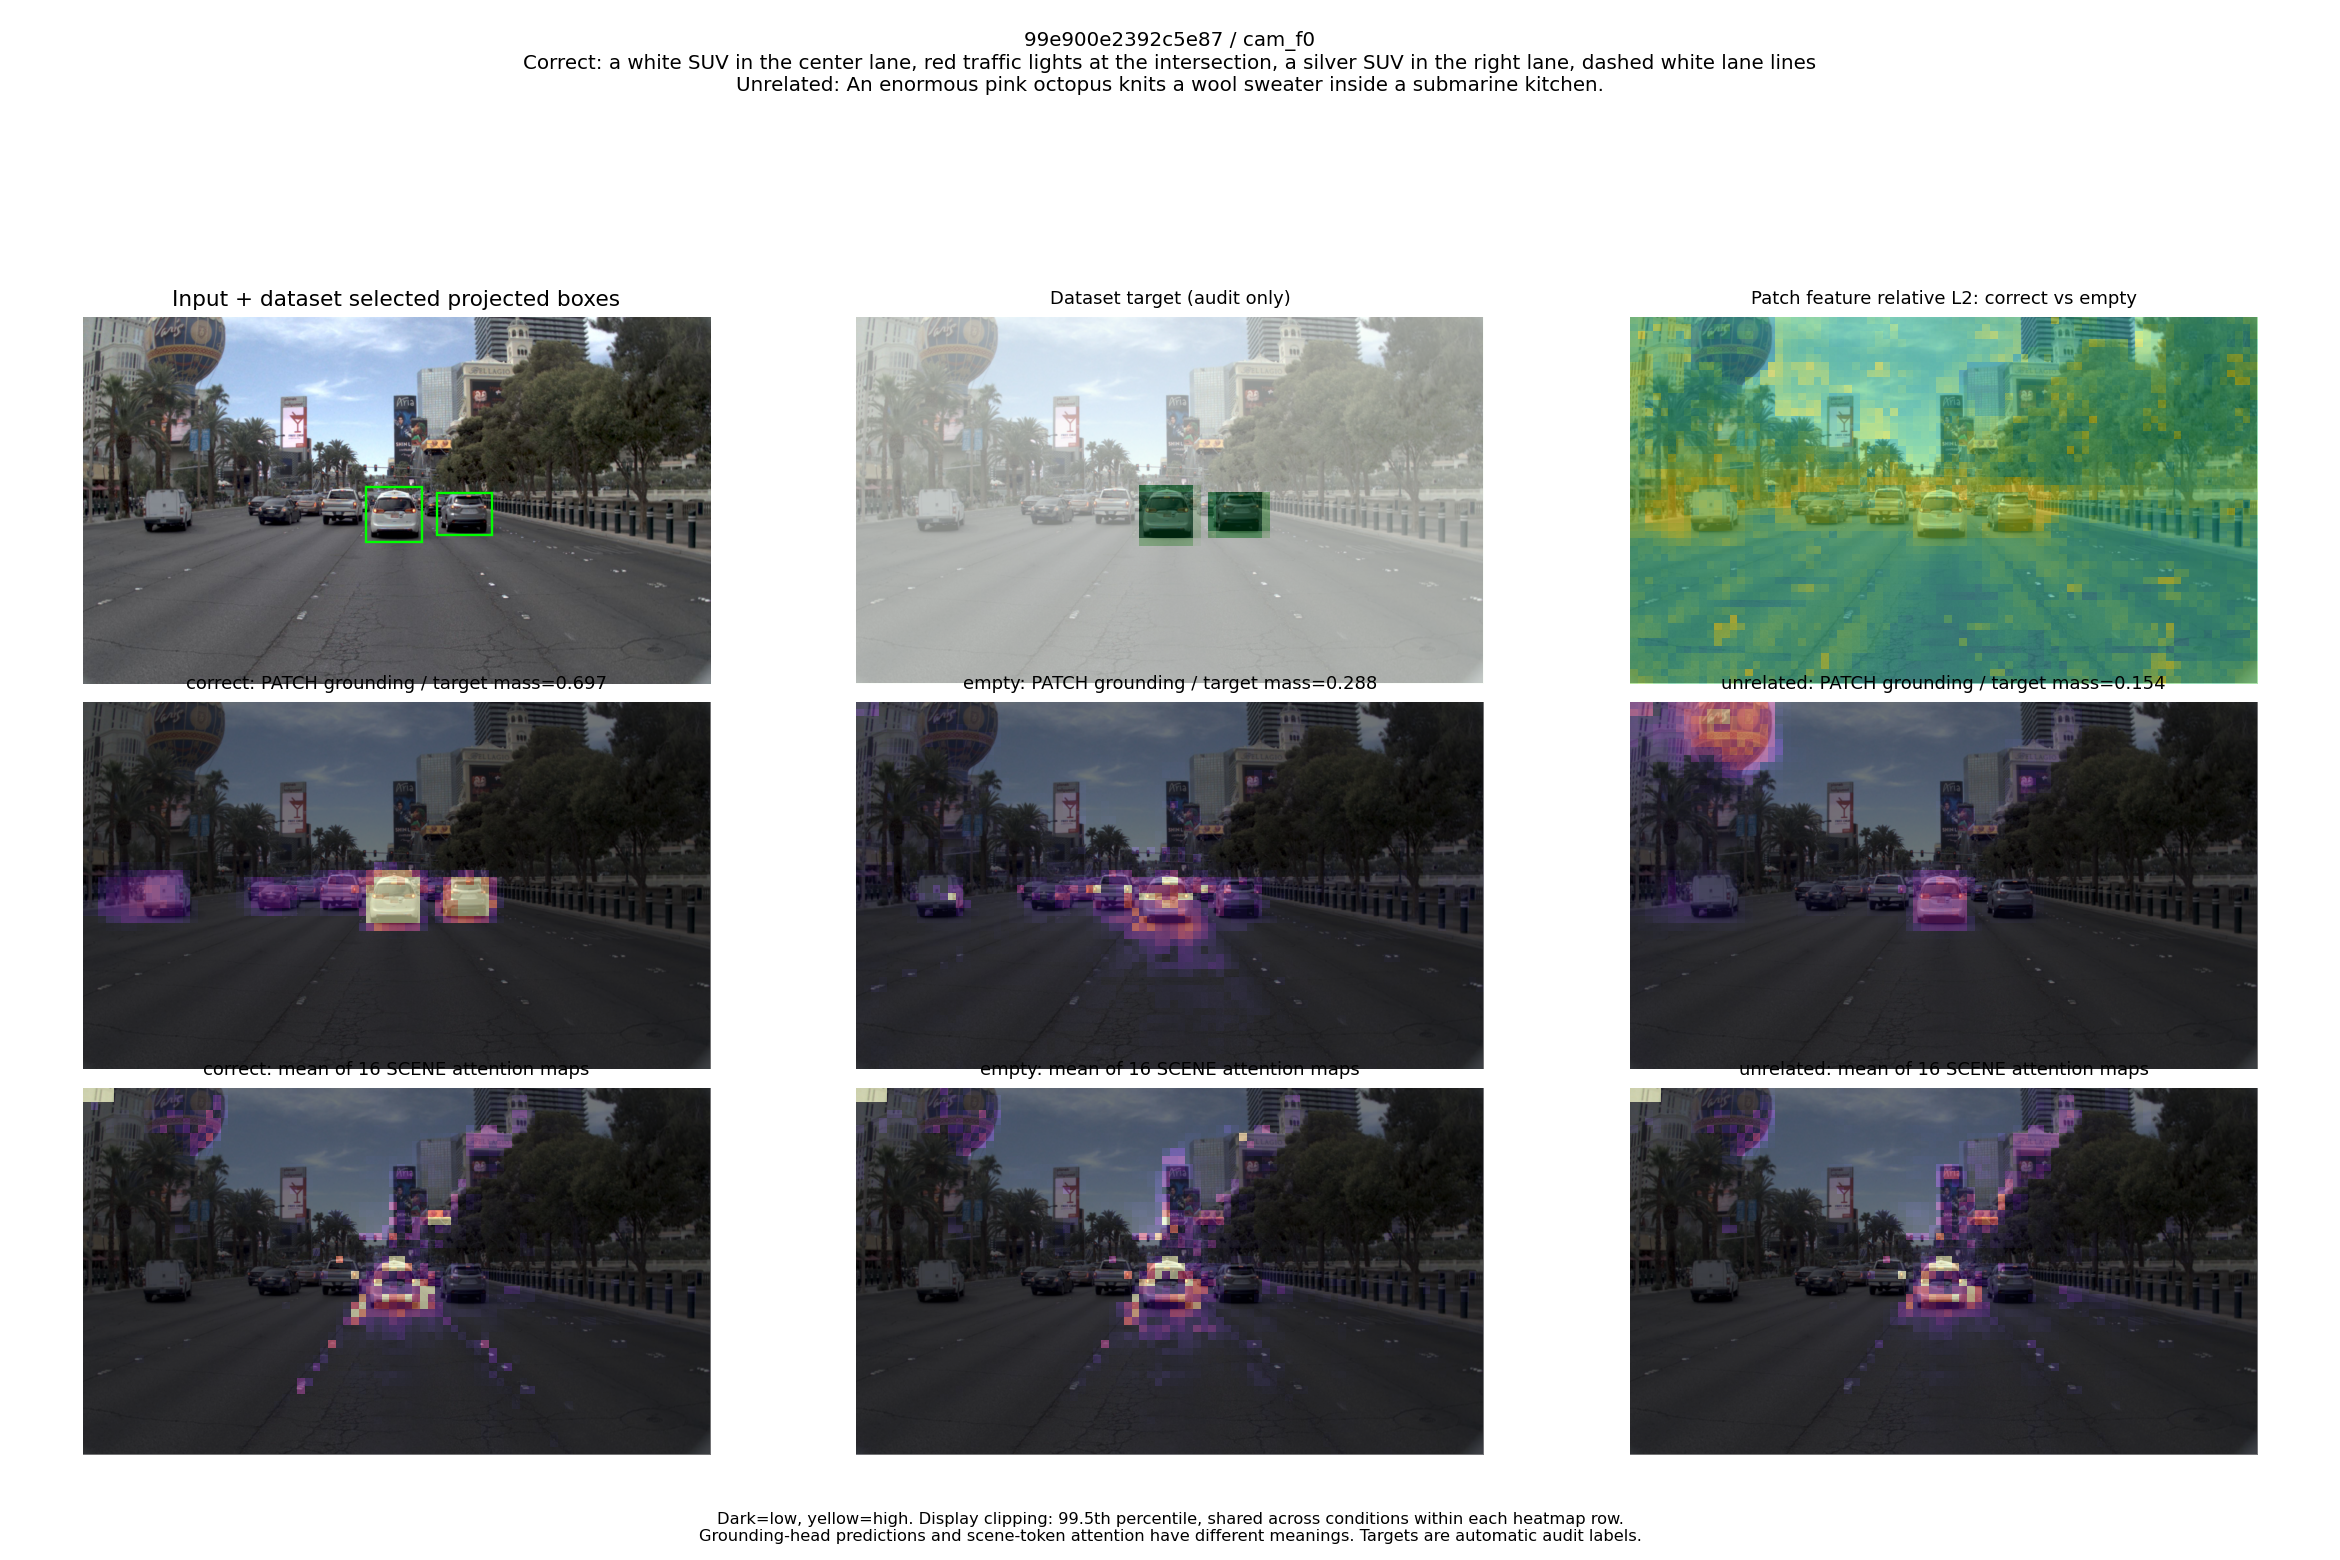 99e900e2392c5e87 / cam_f0
Correct: a white SUV in the center lane, red traffic lights at the intersection, a silver SUV in the right lane, dashed white lane lines
Unrelated: An enormous pink octopus knits a wool sweater inside a submarine kitchen.
Input + dataset selected projected boxes
Dataset target (audit only)
Patch feature relative L2: correct vs empty
Paris
BELLAGIO
Aria
correct: PATCH grounding / target mass=0.697
empty: PATCH grounding / target mass=0.288
unrelated: PATCH grounding / target mass=0.154
correct: mean of 16 SCENE attention maps
empty: mean of 16 SCENE attention maps
unrelated: mean of 16 SCENE attention maps
Dark=low, yellow=high. Display clipping: 99.5th percentile, shared across conditions within each heatmap row.
Grounding-head predictions and scene-token attention have different meanings. Targets are automatic audit labels.